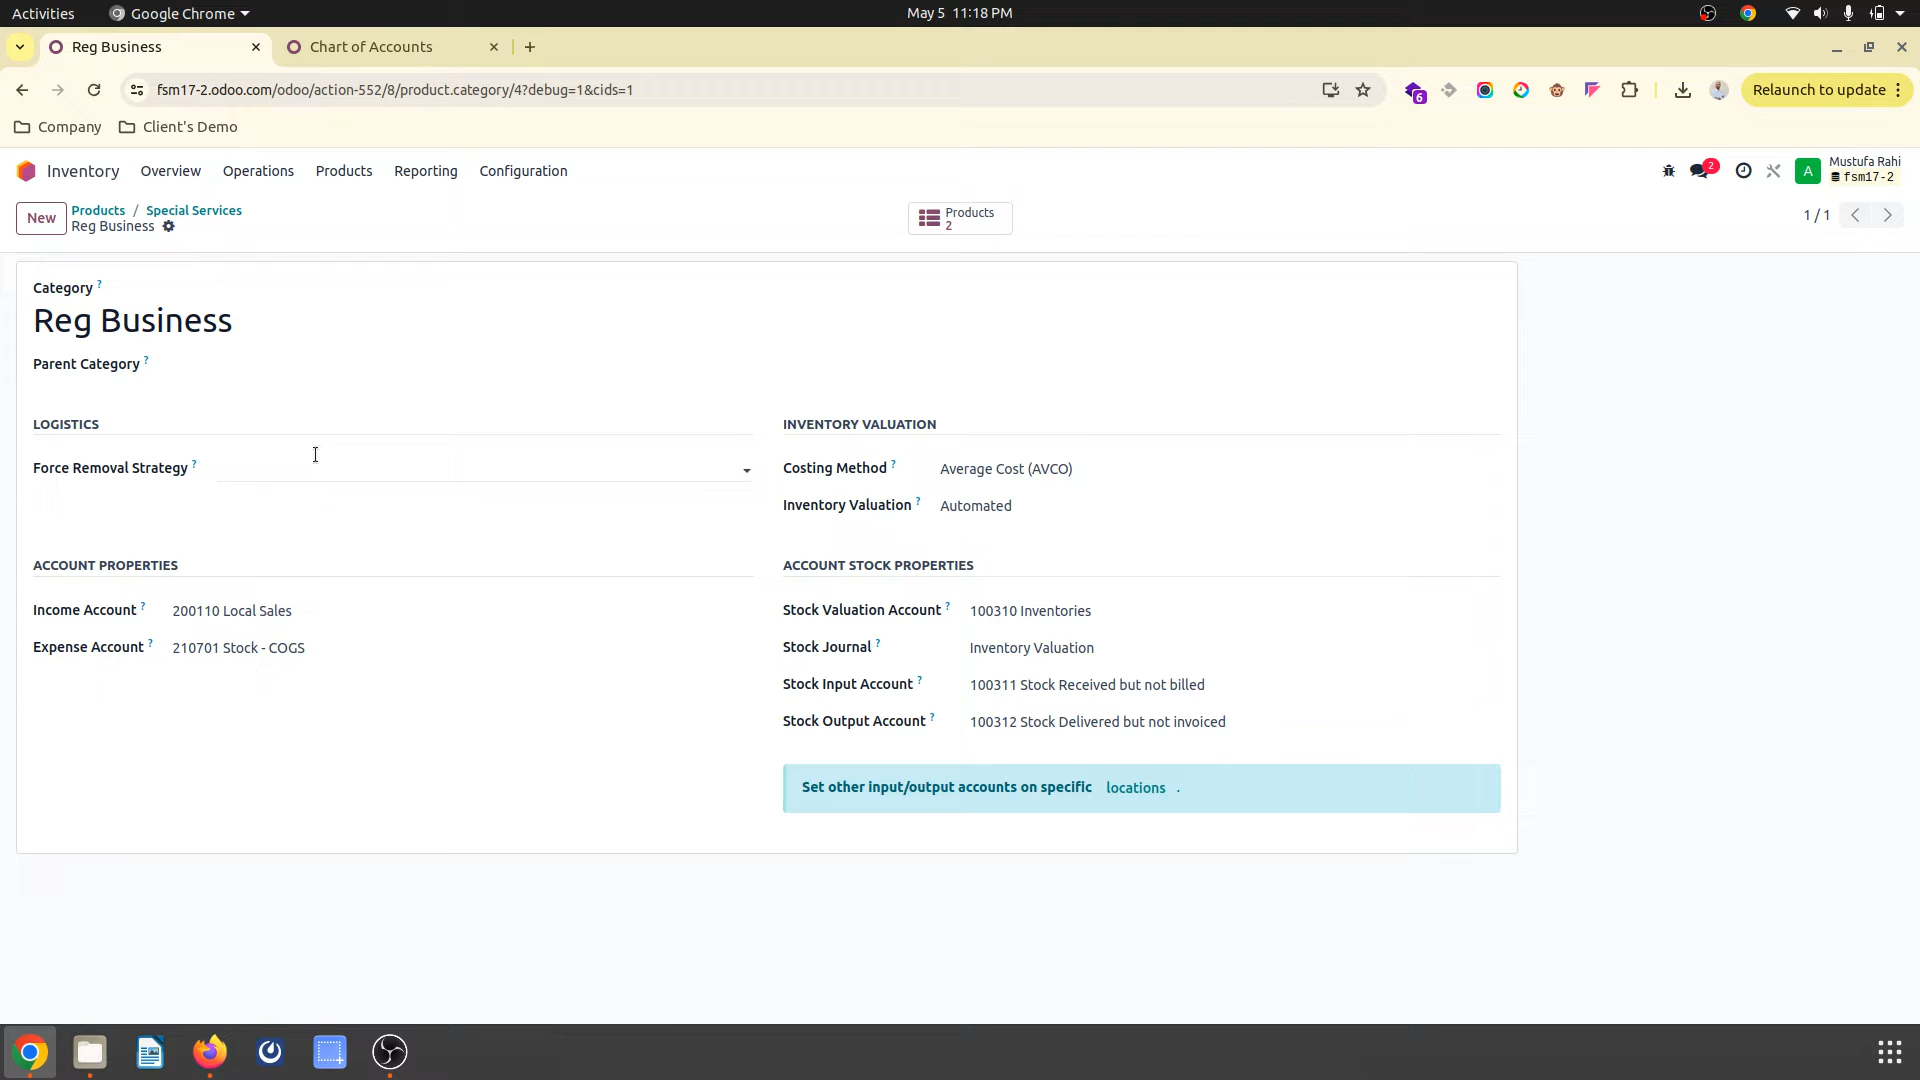 Activities
Google Chrome
May 5 11:18 PM
Reg Business
Chart of Accounts
fsm17-2.odoo.com/odoo/action-552/8/product.category/4?debug=1&cids=1
6
Relaunch to update
Company
Client's Demo
Inventory
Overview
Operations
Products
Reporting
Configuration
2
A
Mustufa Rahi
fsm17-2
New
Products / Special Services
Reg Business
Products
2
1 / 1
Category ?
Reg Business
Parent Category ?
LOGISTICS
Force Removal Strategy ?
INVENTORY VALUATION
Costing Method ? Average Cost (AVCO)
Inventory Valuation ? Automated
ACCOUNT PROPERTIES
Income Account ? 200110 Local Sales
Expense Account ? 210701 Stock - COGS
ACCOUNT STOCK PROPERTIES
Stock Valuation Account ? 100310 Inventories
Stock Journal ? Inventory Valuation
Stock Input Account ? 100311 Stock Received but not billed
Stock Output Account ? 100312 Stock Delivered but not invoiced
Set other input/output accounts on specific locations .